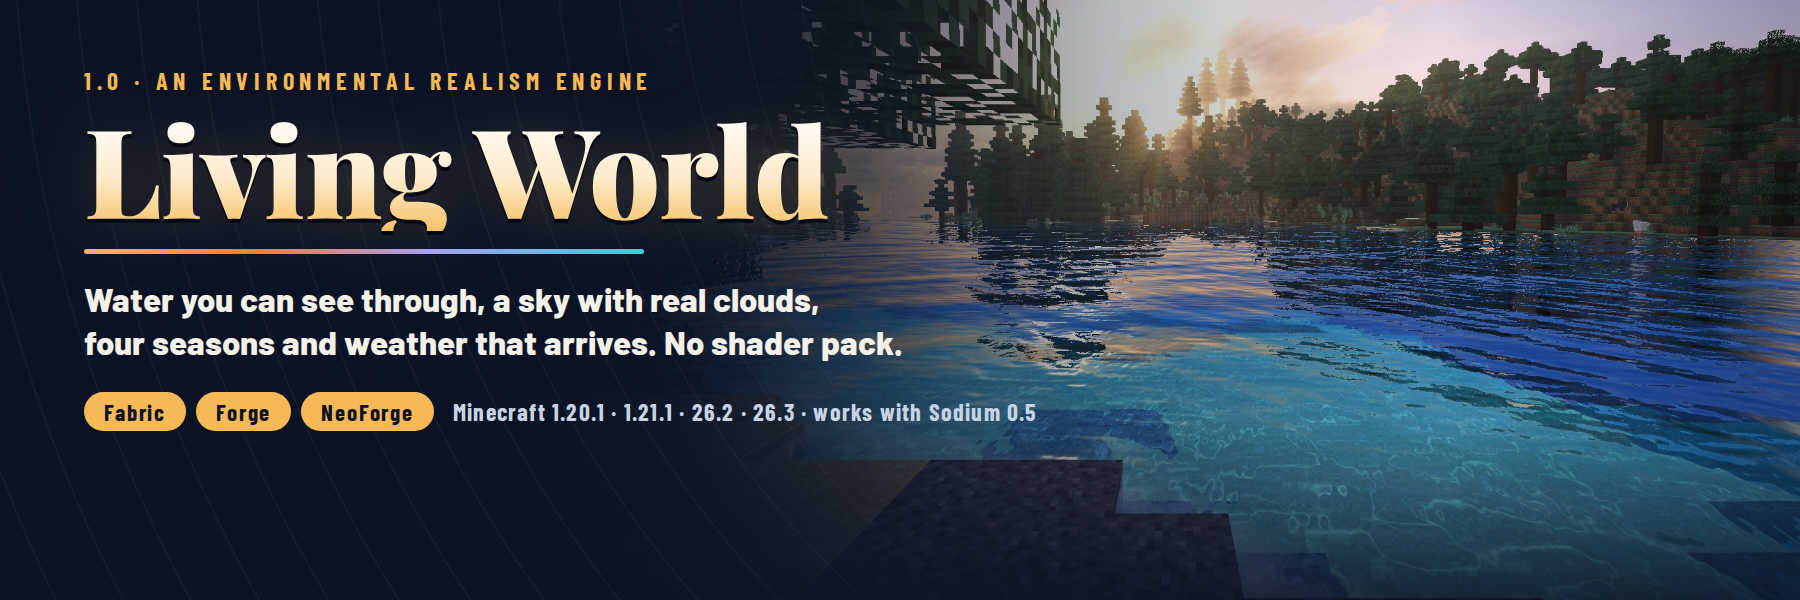 1.0 · AN ENVIRONMENTAL REALISM ENGINE
Living World
Water you can see through, a sky with real clouds,
four seasons and weather that arrives. No shader pack.
Fabric Forge NeoForge Minecraft 1.20.1 · 1.21.1 · 26.2 · 26.3 · works with Sodium 0.5